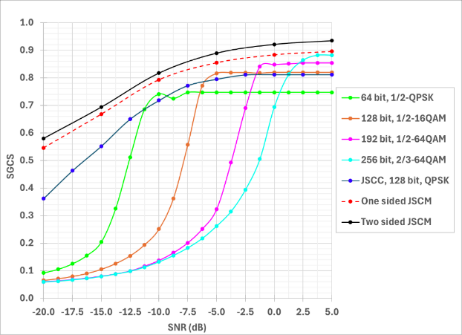 1.0
0.9
0.8
0.7
0.6
0.5
0.4
0.3
0.2
0.1
0.0
SGCS
-20.0 -17.5 -15.0 -12.5 -10.0 -7.5 -5.0 -2.5 0.0 2.5 5.0
SNR (dB)
64 bit, 1/2-QPSK
128 bit, 1/2-16QAM
192 bit, 1/2-64QAM
256 bit, 2/3-64QAM
JSCC, 128 bit, QPSK
One sided JSCM
Two sided JSCM